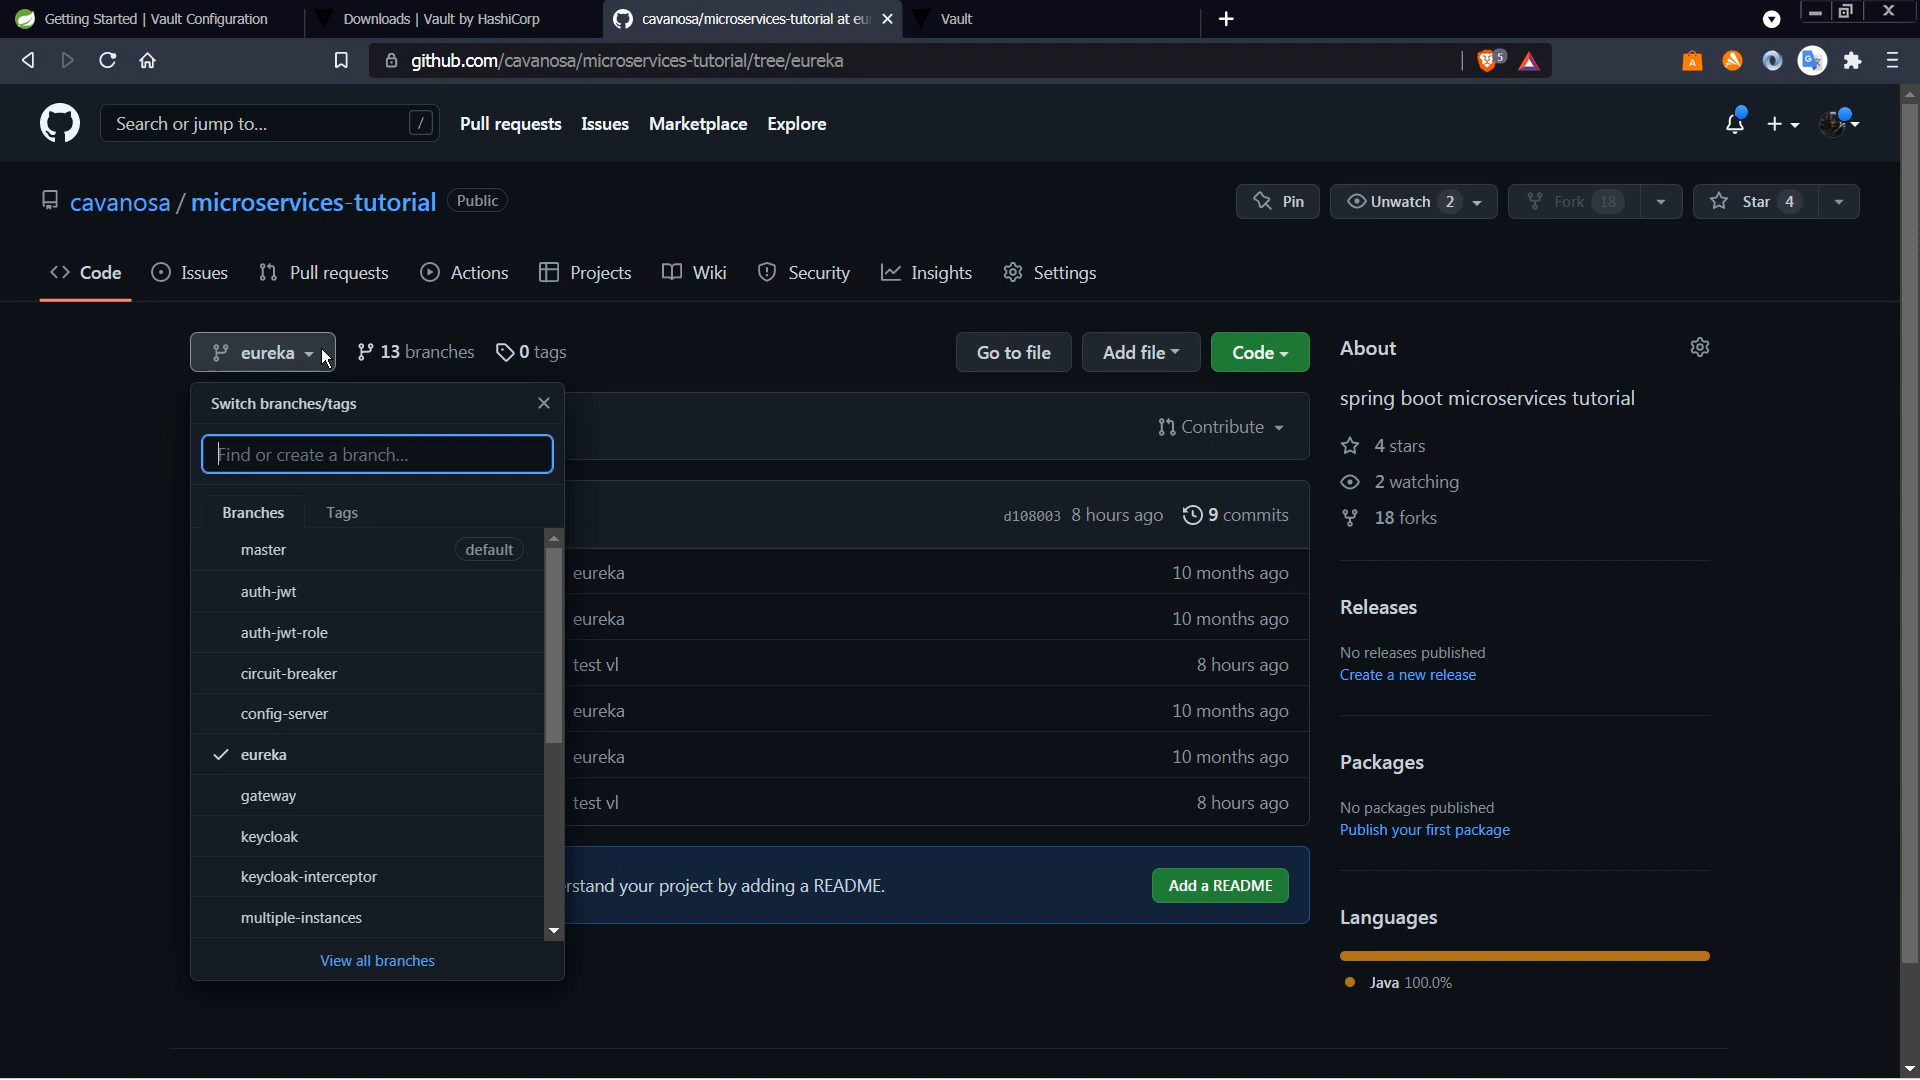 Getting Started | Vault Configuration
Downloads | Vault by HashiCorp
cavanosa/microservices-tutorial at eu
Vault
github.com/cavanosa/microservices-tutorial/tree/eureka
5
Search or jump to...
/
Pull requests
Issues
Marketplace
Explore
cavanosa / microservices-tutorial
Public
Pin
Unwatch 2
Fork 18
Star 4
Code
Issues
Pull requests
Actions
Projects
Wiki
Security
Insights
Settings
eureka
13 branches
0 tags
Go to file
Add file
Code
Switch branches/tags
Find or create a branch...
Branches
Tags
master
default
auth-jwt
auth-jwt-role
circuit-breaker
config-server
eureka
gateway
keycloak
keycloak-interceptor
multiple-instances
View all branches
Contribute
d108003 8 hours ago
9 commits
eureka
10 months ago
eureka
10 months ago
test vl
8 hours ago
eureka
10 months ago
eureka
10 months ago
test vl
8 hours ago
rstand your project by adding a README.
Add a README
About
spring boot microservices tutorial
4 stars
2 watching
18 forks
Releases
No releases published
Create a new release
Packages
No packages published
Publish your first package
Languages
Java 100.0%